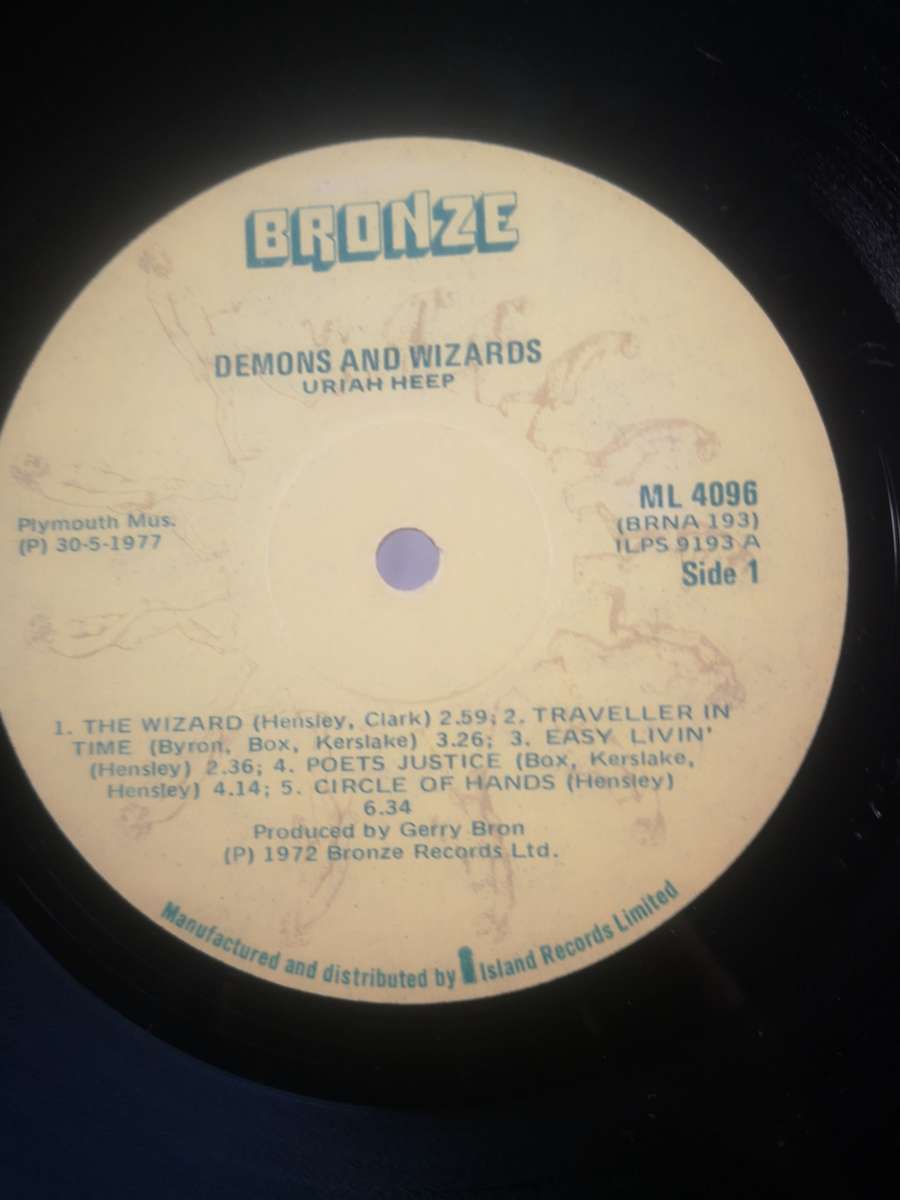 BRONZE
DEMONS AND WIZARDS
URIAH HEEP
Plymouth Mus.
(P) 30-5-1977
ML 4096
(BRNA 193)
ILPS 9193 A
Side 1
1. THE WIZARD (Hensley, Clark) 2.59; 2. TRAVELLER IN
TIME (Byron, Box, Kerslake) 3.26; 3. EASY LIVIN'
(Hensley) 2.36; 4. POETS JUSTICE (Box, Kerslake,
Hensley) 4.14; 5. CIRCLE OF HANDS (Hensley)
6.34
Produced by Gerry Bron
(P) 1972 Bronze Records Ltd.
Manufactured and distributed by i Island Records Limited